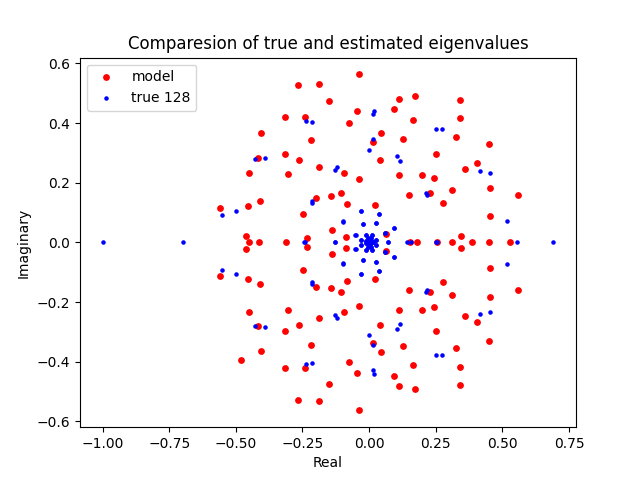 Comparesion of true and estimated eigenvalues
model
true 128
0.6
0.4
0.2
0.0
−0.2
−0.4
−0.6
Imaginary
−1.00 −0.75 −0.50 −0.25 0.00 0.25 0.50 0.75
Real